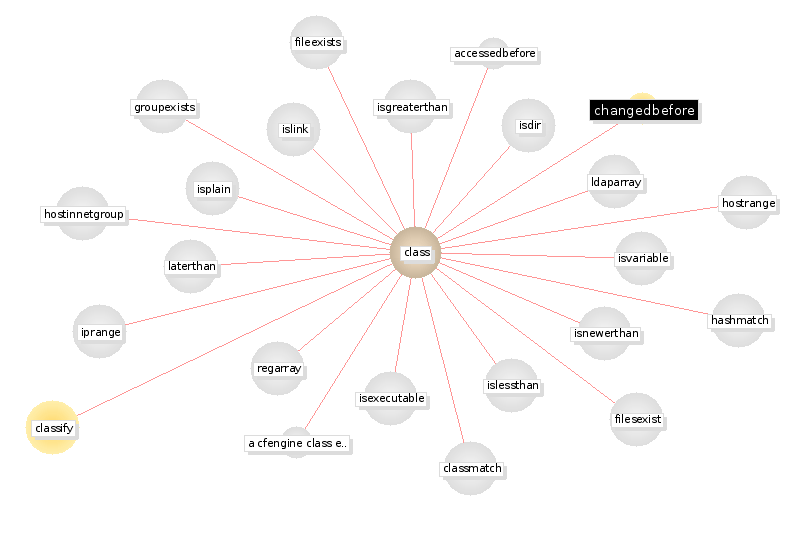 fileexists
accessedbefore
groupexists
isgreaterthan
changedbefore
islink
isdir
isplain
ldaparray
hostrange
hostinnetgroup
class
laterthan
isvariable
iprange
hashmatch
isnewerthan
regarray
islessthan
isexecutable
filesexist
classify
a cfengine class e..
classmatch